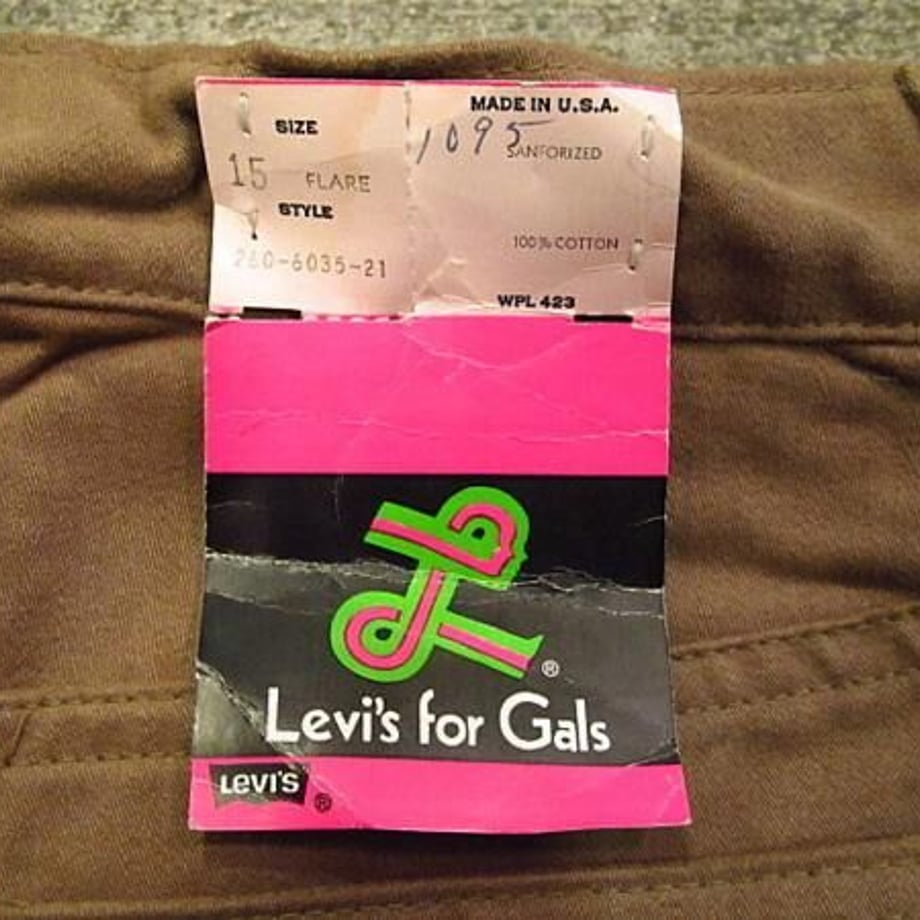 SIZE
15 FLARE
STYLE
260-6035-21
MADE IN U.S.A.
1095
SANFORIZED
100% COTTON
WPL 423
®
Levi's for Gals
LEVI'S ®